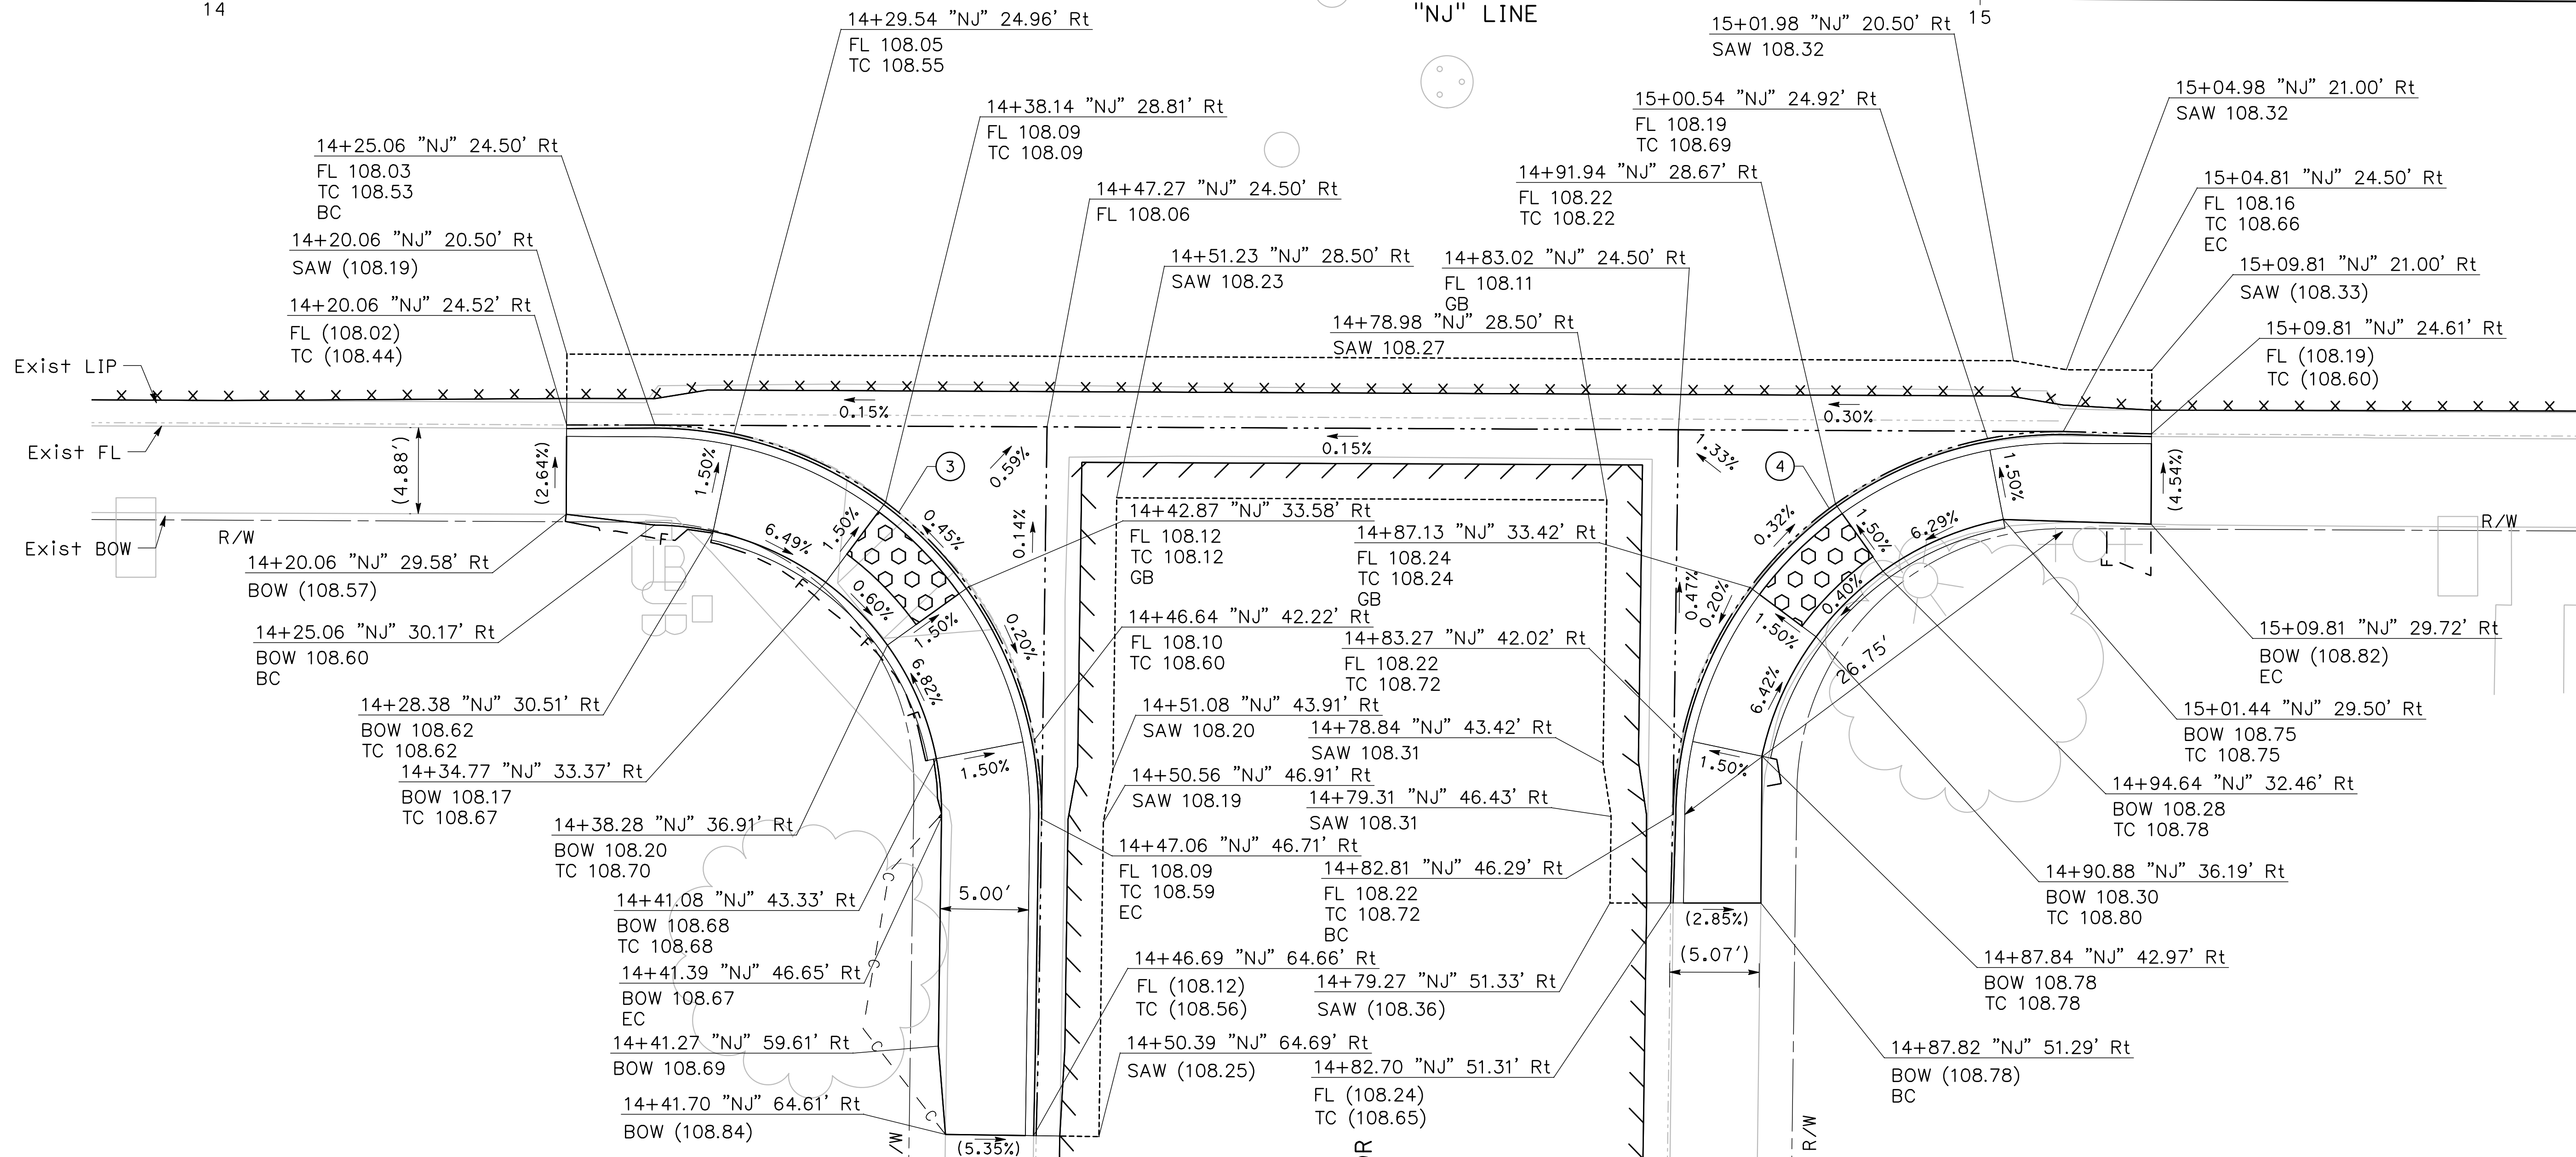 14
"NJ" LINE
15
14+29.54 "NJ" 24.96' Rt
FL 108.05
TC 108.55
15+01.98 20.50' Rt
SAW 108.32
14+38.14 "NJ" 28.81' Rt
FL 108.09
TC 108.09
15+00.54 "NJ" 24.92' Rt
FL 108.19
TC 108.69
15+04.98 "NJ" 21.00' Rt
SAW 108.32
14+25.06 "NJ" 24.50' Rt
FL 108.03
TC 108.53
BC
14+47.27 "NJ" 24.50' Rt
FL 108.06
14+91.94 "NJ" 28.67' Rt
FL 108.22
TC 108.22
15+04.81 "NJ" 24.50' Rt
FL 108.16
TC 108.66
EC
14+20.06 "NJ" 20.50' Rt
SAW (108.19)
14+51.23 "NJ" 28.50' Rt
SAW 108.23
14+83.02 "NJ" 24.50' Rt
FL 108.11
GB
15+09.81 "NJ" 21.00' Rt
SAW (108.33)
14+20.06 "NJ" 24.52' Rt
FL (108.02)
TC (108.44)
14+78.98 "NJ" 28.50' Rt
SAW 108.27
15+09.81 "NJ" 24.61' Rt
FL (108.19)
TC (108.60)
Exist LIP
0.15%
0.30%
Exist FL
(4.88')
(2.64%)
1.50%
3
0.59%
0.15%
1.33%
4
1.50%
(4.54%)
Exist BOW
R/W
F
6.49%
1.50%
0.45%
0.14%
14+42.87 "NJ" 33.58' Rt
FL 108.12
TC 108.12
GB
14+87.13 "NJ" 33.42' Rt
FL 108.24
TC 108.24
GB
0.32%
1.50%
6.29%
R/W
F
14+20.06 "NJ" 29.58' Rt
BOW (108.57)
F
0.60%
1.50%
0.20%
0.47%
0.20%
0.40%
1.50%
14+25.06 "NJ" 30.17' Rt
BOW 108.60
BC
F
6.82%
14+46.64 "NJ" 42.22' Rt
FL 108.10
TC 108.60
14+83.27 "NJ" 42.02' Rt
FL 108.22
TC 108.72
6.42%
26.75'
15+09.81 "NJ" 29.72' Rt
BOW (108.82)
EC
14+28.38 "NJ" 30.51' Rt
BOW 108.62
TC 108.62
F
14+51.08 "NJ" 43.91' Rt
SAW 108.20
14+78.84 "NJ" 43.42' Rt
SAW 108.31
15+01.44 "NJ" 29.50' Rt
BOW 108.75
TC 108.75
14+34.77 "NJ" 33.37' Rt
BOW 108.17
TC 108.67
1.50%
14+50.56 "NJ" 46.91' Rt
SAW 108.19
14+79.31 "NJ" 46.43' Rt
SAW 108.31
1.50%
14+94.64 "NJ" 32.46' Rt
BOW 108.28
TC 108.78
14+38.28 "NJ" 36.91' Rt
BOW 108.20
TC 108.70
14+47.06 "NJ" 46.71' Rt
FL 108.09
TC 108.59
EC
14+82.81 "NJ" 46.29' Rt
FL 108.22
TC 108.72
BC
14+90.88 "NJ" 36.19' Rt
BOW 108.30
TC 108.80
14+41.08 "NJ" 43.33' Rt
BOW 108.68
TC 108.68
C
5.00'
(2.85%)
(5.07')
14+41.39 "NJ" 46.65' Rt
BOW 108.67
EC
C
14+46.69 "NJ" 64.66' Rt
FL (108.12)
TC (108.56)
14+79.27 "NJ" 51.33' Rt
SAW (108.36)
14+87.84 "NJ" 42.97' Rt
BOW 108.78
TC 108.78
14+41.27 "NJ" 59.61' Rt
BOW 108.69
C
14+50.39 "NJ" 64.69' Rt
SAW (108.25)
14+82.70 "NJ" 51.31' Rt
FL (108.24)
TC (108.65)
14+87.82 "NJ" 51.29' Rt
BOW (108.78)
BC
14+41.70 "NJ" 64.61' Rt
BOW (108.84)
C
(5.35%)
R/W